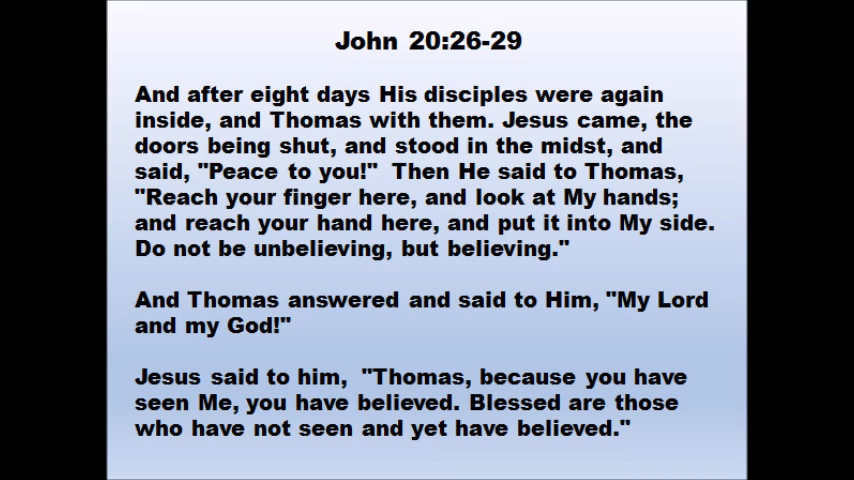 John 20:26-29
And after eight days His disciples were again
inside, and Thomas with them. Jesus came, the
doors being shut, and stood in the midst, and
said, "Peace to you!" Then He said to Thomas,
"Reach your finger here, and look at My hands;
and reach your hand here, and put it into My side.
Do not be unbelieving, but believing."
And Thomas answered and said to Him, "My Lord
and my God!"
Jesus said to him, "Thomas, because you have
seen Me, you have believed. Blessed are those
who have not seen and yet have believed."